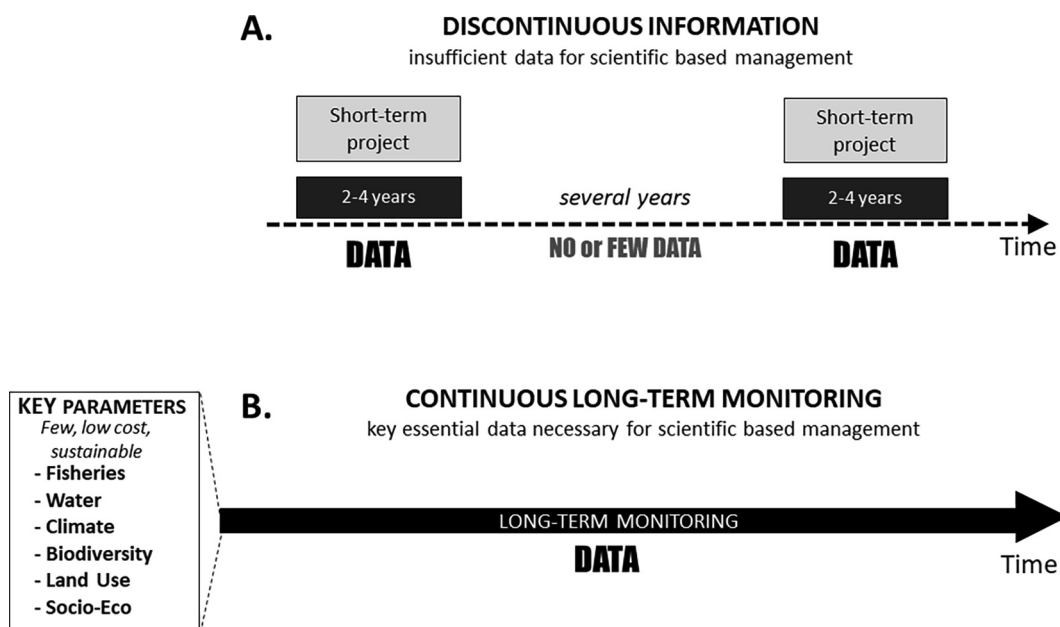 A.
DISCONTINUOUS INFORMATION
insufficient data for scientific based management
Short-term
project
2-4 years
DATA
several years
NO or FEW DATA
Short-term
project
2-4 years
DATA
Time
KEY PARAMETERS
Few, low cost,
sustainable
- Fisheries
- Water
- Climate
- Biodiversity
- Land Use
- Socio-Eco
B.
CONTINUOUS LONG-TERM MONITORING
key essential data necessary for scientific based management
LONG-TERM MONITORING
DATA
Time